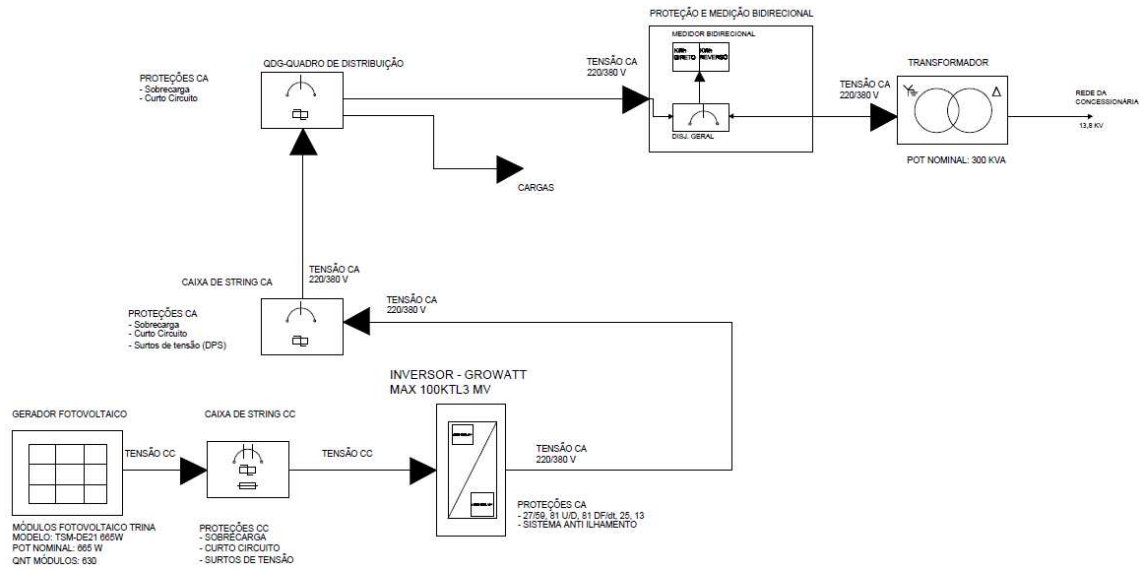 PROTEÇÃO E MEDIÇÃO BIDIRECIONAL
MEDIDOR BIDIRECIONAL
KWh
DIRETO
KWh
REVERSO
DISJ. GERAL
QDG-QUADRO DE DISTRIBUIÇÃO
PROTEÇÕES CA
- Sobrecarga
- Curto Circuito
TENSÃO CA
220/380 V
TENSÃO CA
220/380 V
TRANSFORMADOR
Δ
POT NOMINAL: 300 KVA
REDE DA
CONCESSIONÁRIA
13,8 KV
CARGAS
TENSÃO CA
220/380 V
CAIXA DE STRING CA
PROTEÇÕES CA
- Sobrecarga
- Curto Circuito
- Surtos de tensão (DPS)
TENSÃO CA
220/380 V
INVERSOR - GROWATT
MAX 100KTL3 MV
GERADOR FOTOVOLTAICO
CAIXA DE STRING CC
TENSÃO CC
TENSÃO CC
TENSÃO CA
220/380 V
PROTEÇÕES CA
- 27/59, 81 U/D, 81 DF/dt, 25, 13
- SISTEMA ANTI ILHAMENTO
MÓDULOS FOTOVOLTAICO TRINA
MODELO: TSM-DE21 665W
POT NOMINAL: 665 W
QNT MÓDULOS: 630
PROTEÇÕES CC
- SOBRECARGA
- CURTO CIRCUITO
- SURTOS DE TENSÃO